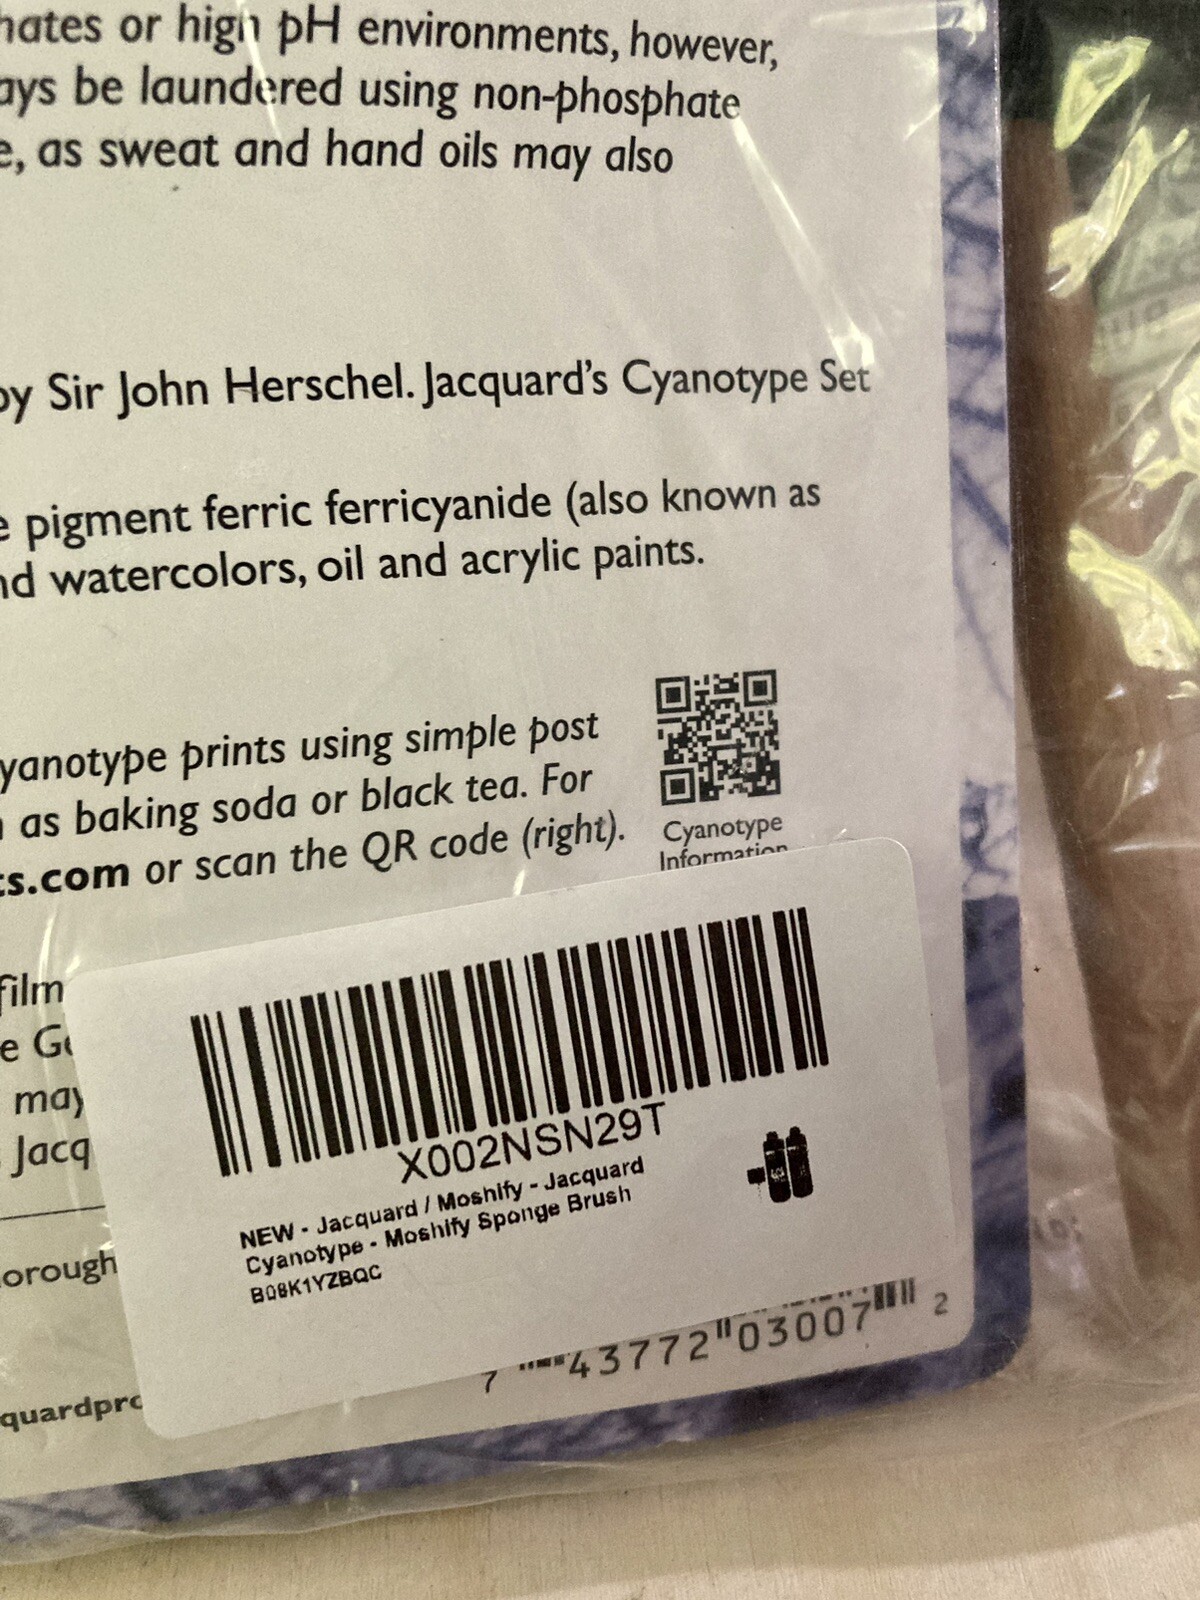 or high pH environments, however,
be laundered using non-phosphate
as sweat and hand oils may also
by Sir John Herschel. Jacquard's Cyanotype Set
pigment ferric ferricyanide (also known as
watercolors, oil and acrylic paints.
yanotype prints using simple post
as baking soda or black tea. For
ts.com or scan the QR code (right).
Cyanotype
Information
film
may
Jacq
orough
quardpro
X002NSN29T
NEW - Jacquard / Moshify - Jacquard
Cyanotype - Moshify Sponge Brush
B08K1YZBQC
7 43772 03007 2